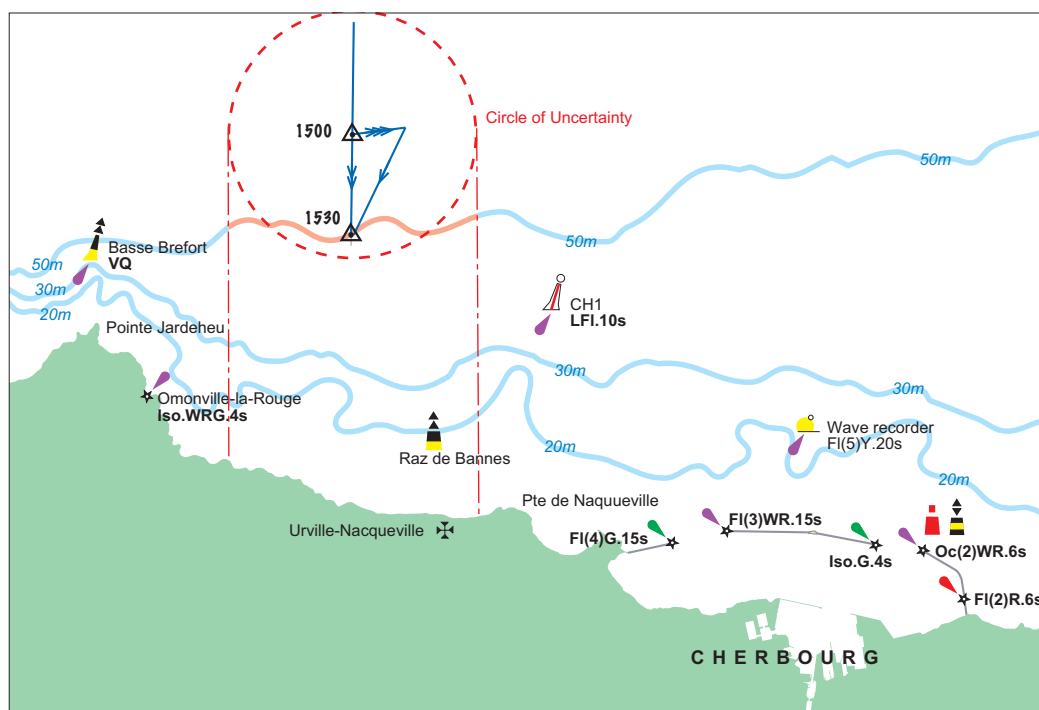 Circle of Uncertainty
1500
50m
1530
50m
Basse Brefort
VQ
50m
30m
20m
CH1
LFl.10s
Pointe Jardeheu
30m
30m
Omonville-la-Rouge
Iso.WRG.4s
Wave recorder
Fl(5)Y.20s
20m
Raz de Bannes
20m
Pte de Naququeville
Urville-Nacqueville
Fl(4)G.15s
Fl(3)WR.15s
Iso.G.4s
Oc(2)WR.6s
Fl(2)R.6s
CHERBOURG